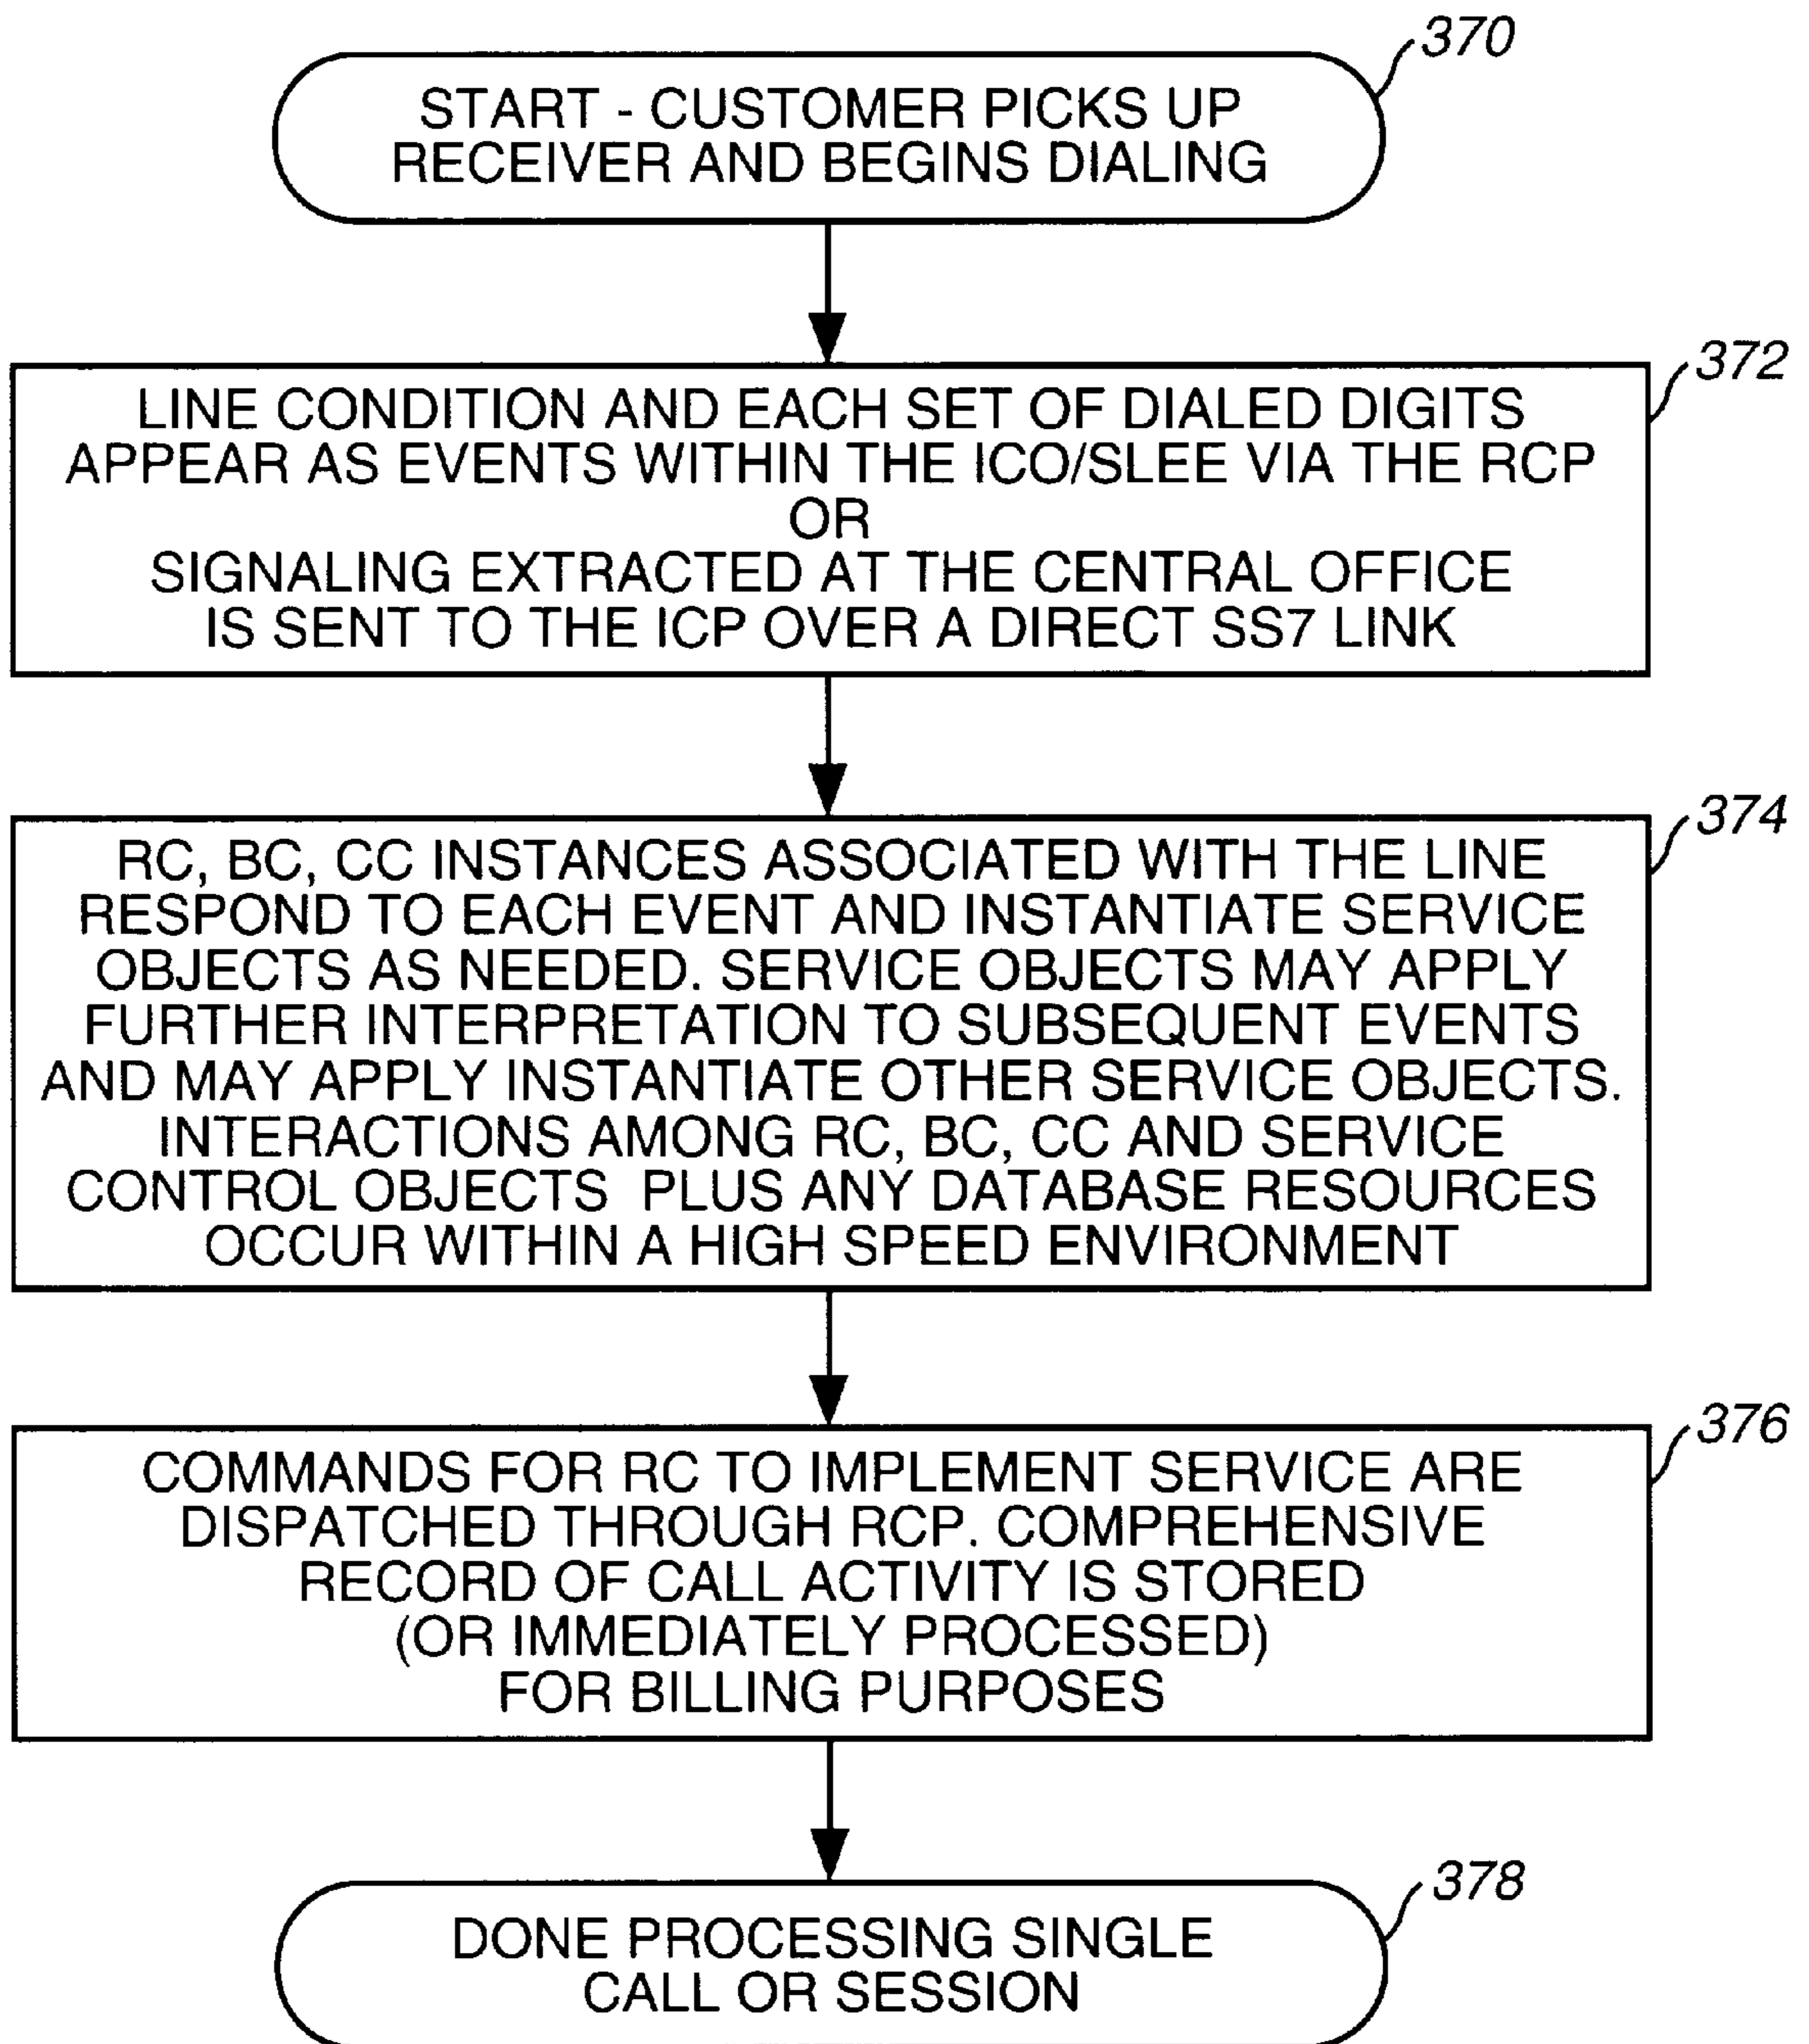 370
START - CUSTOMER PICKS UP
RECEIVER AND BEGINS DIALING
372
LINE CONDITION AND EACH SET OF DIALED DIGITS
APPEAR AS EVENTS WITHIN THE ICO/SLEE VIA THE RCP
OR
SIGNALING EXTRACTED AT THE CENTRAL OFFICE
IS SENT TO THE ICP OVER A DIRECT SS7 LINK
374
RC, BC, CC INSTANCES ASSOCIATED WITH THE LINE
RESPOND TO EACH EVENT AND INSTANTIATE SERVICE
OBJECTS AS NEEDED. SERVICE OBJECTS MAY APPLY
FURTHER INTERPRETATION TO SUBSEQUENT EVENTS
AND MAY APPLY INSTANTIATE OTHER SERVICE OBJECTS.
INTERACTIONS AMONG RC, BC, CC AND SERVICE
CONTROL OBJECTS PLUS ANY DATABASE RESOURCES
OCCUR WITHIN A HIGH SPEED ENVIRONMENT
376
COMMANDS FOR RC TO IMPLEMENT SERVICE ARE
DISPATCHED THROUGH RCP. COMPREHENSIVE
RECORD OF CALL ACTIVITY IS STORED
(OR IMMEDIATELY PROCESSED)
FOR BILLING PURPOSES
378
DONE PROCESSING SINGLE
CALL OR SESSION